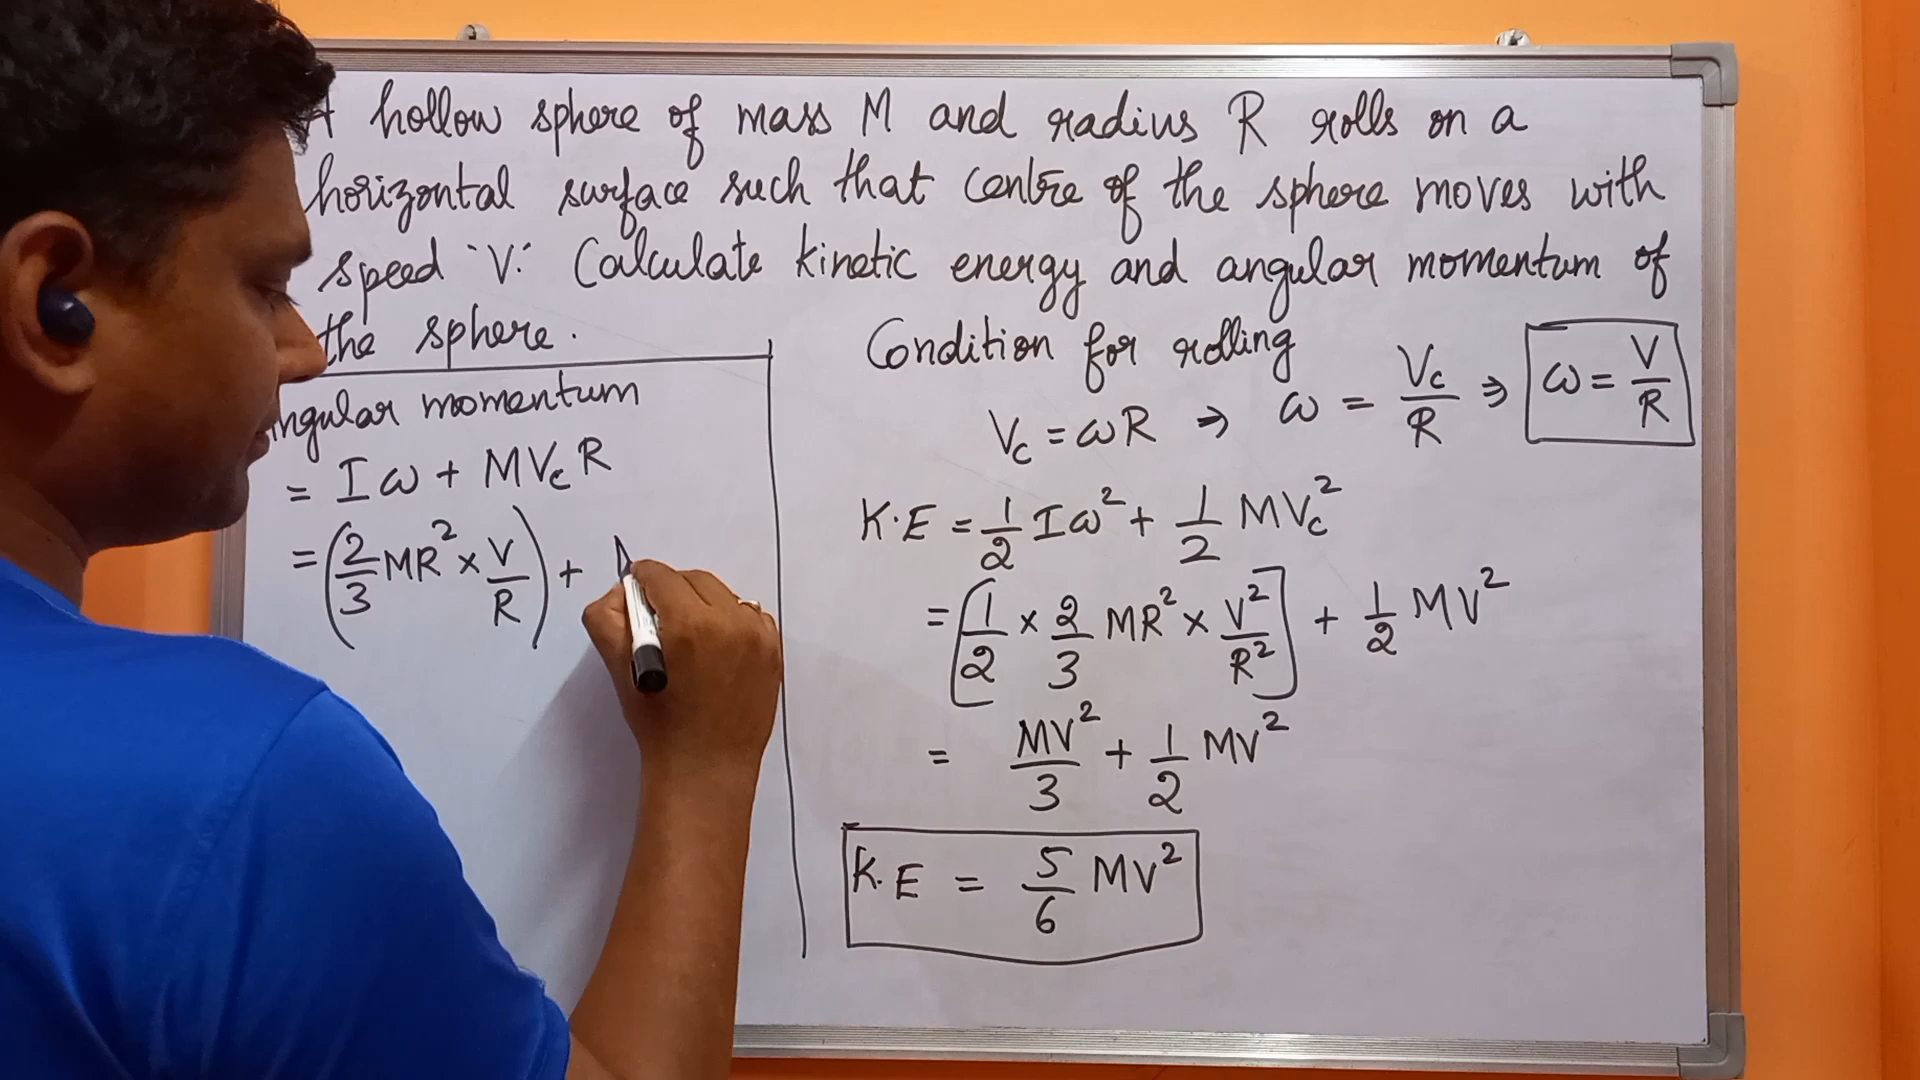 A hollow sphere of mass M and radius R rolls on a
horizontal surface such that centre of the sphere moves with
speed 'V'. Calculate kinetic energy and angular momentum of
the sphere.
ngular momentum
= Iω + MVcR
= (2/3 MR² × V/R) +
Condition for rolling
Vc = ωR ⇒ ω = Vc/R ⇒ ω = V/R
K.E = 1/2 Iω² + 1/2 MVc²
= [1/2 × 2/3 MR² × V²/R²] + 1/2 MV²
= MV²/3 + 1/2 MV²
K.E = 5/6 MV²